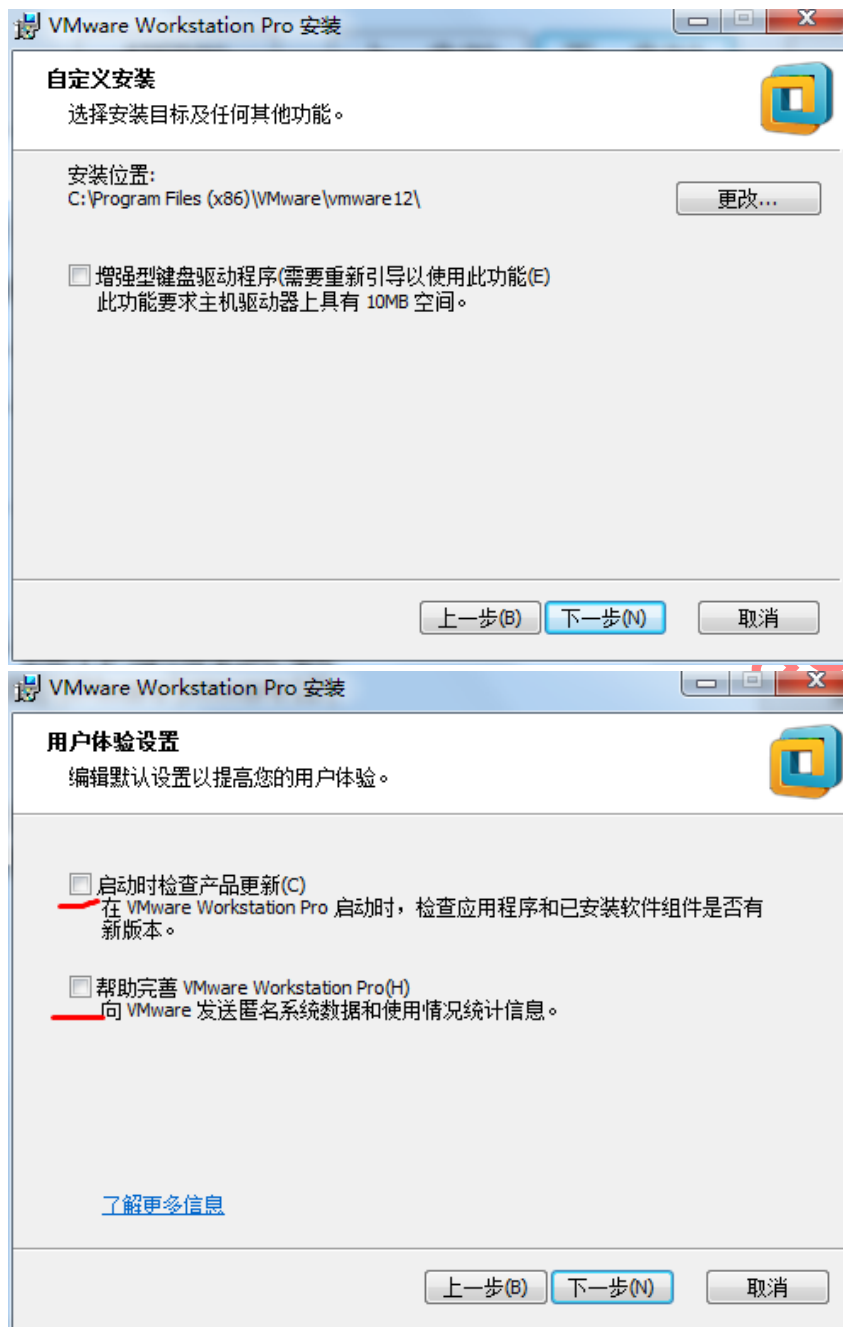 VMware Workstation Pro 安装
自定义安装
选择安装目标及任何其他功能。
安装位置:
C:\Program Files (x86)\VMware\vmware12\
更改...
增强型键盘驱动程序(需要重新引导以使用此功能(E)
此功能要求主机驱动器上具有 10MB 空间。
上一步(B) 下一步(N) 取消
VMware Workstation Pro 安装
用户体验设置
编辑默认设置以提高您的用户体验。
启动时检查产品更新(C)
在 VMware Workstation Pro 启动时，检查应用程序和已安装软件组件是否有
新版本。
帮助完善 VMware Workstation Pro(H)
向 VMware 发送匿名系统数据和使用情况统计信息。
了解更多信息
上一步(B) 下一步(N) 取消